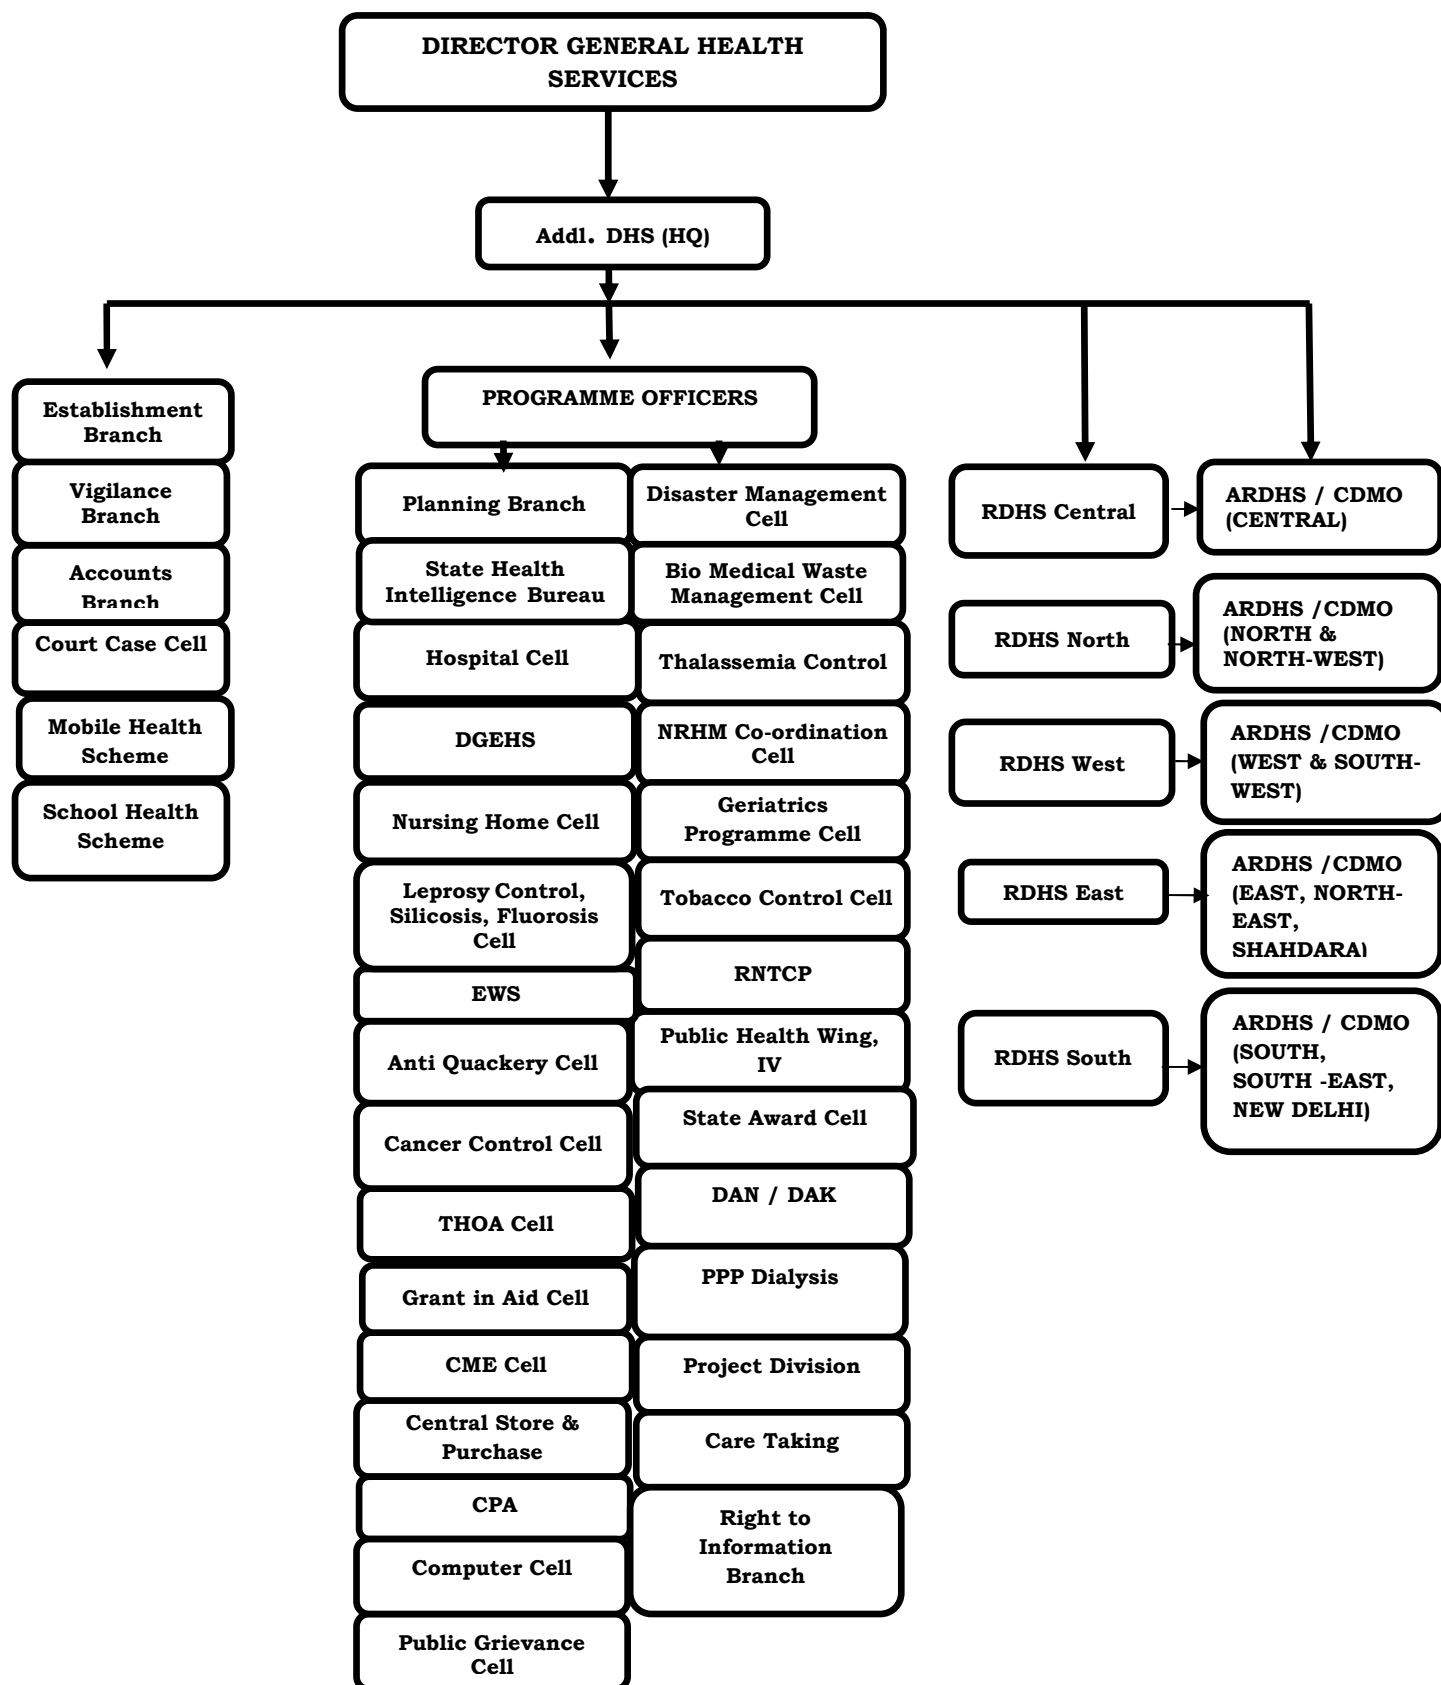 DIRECTOR GENERAL HEALTH
SERVICES
Addl. DHS (HQ)
Establishment
Branch
Vigilance
Branch
Accounts
Branch
Court Case Cell
Mobile Health
Scheme
School Health
Scheme
PROGRAMME OFFICERS
Planning Branch
State Health
Intelligence Bureau
Hospital Cell
DGEHS
Nursing Home Cell
Leprosy Control,
Silicosis, Fluorosis
Cell
EWS
Anti Quackery Cell
Cancer Control Cell
THOA Cell
Grant in Aid Cell
CME Cell
Central Store &
Purchase
CPA
Computer Cell
Public Grievance
Cell
Disaster Management
Cell
Bio Medical Waste
Management Cell
Thalassemia Control
NRHM Co-ordination
Cell
Geriatrics
Programme Cell
Tobacco Control Cell
RNTCP
Public Health Wing,
IV
State Award Cell
DAN / DAK
PPP Dialysis
Project Division
Care Taking
Right to
Information
Branch
RDHS Central
ARDHS / CDMO
(CENTRAL)
RDHS North
ARDHS /CDMO
(NORTH &
NORTH-WEST)
RDHS West
ARDHS /CDMO
(WEST & SOUTH-
WEST)
RDHS East
ARDHS /CDMO
(EAST, NORTH-
EAST,
SHAHDARA)
RDHS South
ARDHS / CDMO
(SOUTH,
SOUTH -EAST,
NEW DELHI)